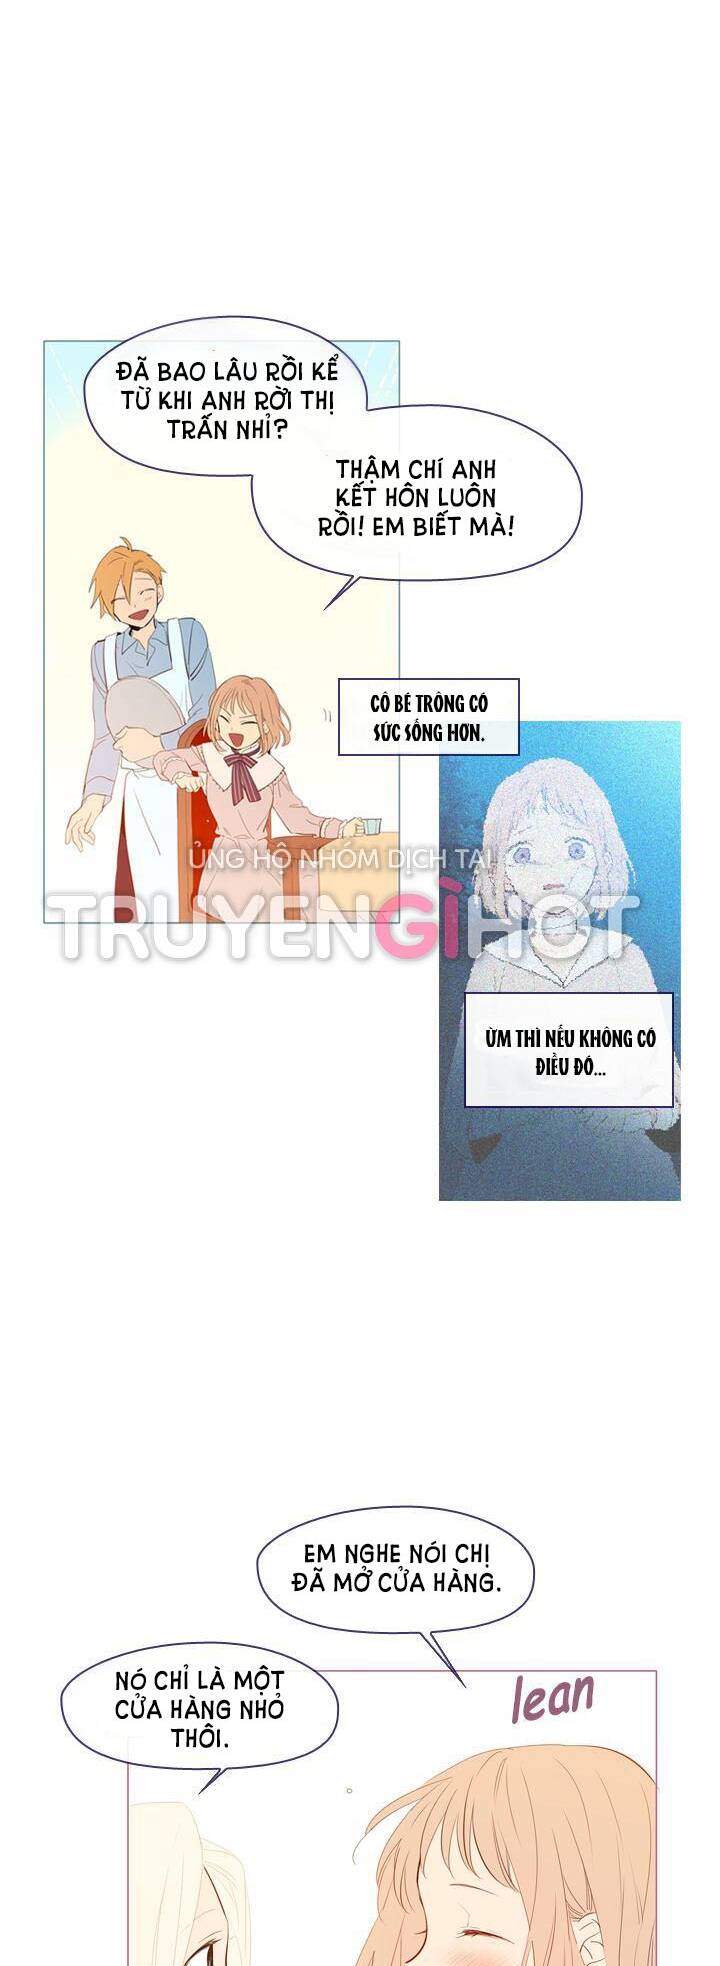 ĐÃ BAO LÂU RỒI KỂ
TỪ KHI ANH RỜI THỊ
TRẤN NHỈ?
THẬM CHÍ ANH
KẾT HÔN LUÔN
RỒI! EM BIẾT MÀ!
CÔ BÉ TRÔNG CÓ
SỨC SỐNG HƠN.
ỦNG HỘ NHÓM DỊCH TẠI
TRUYENGIHOT
ỪM THÌ NẾU KHÔNG CÓ
ĐIỀU ĐÓ...
EM NGHE NÓI CHỊ
ĐÃ MỞ CỬA HÀNG.
NÓ CHỈ LÀ MỘT
CỬA HÀNG NHỎ
THÔI.
lean